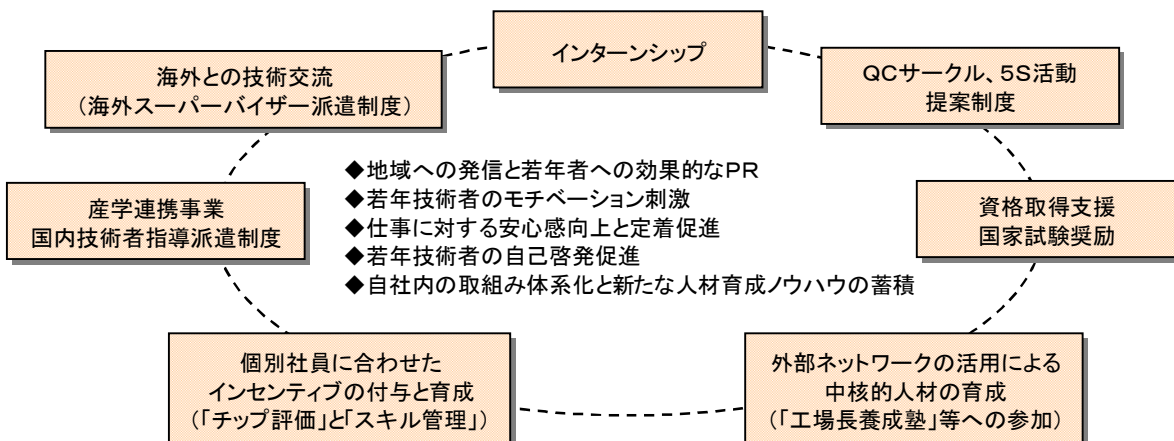 インターンシップ
海外との技術交流
（海外スーパーバイザー派遣制度）
QCサークル、5S活動
提案制度
◆地域への発信と若年者への効果的なPR
◆若年技術者のモチベーション刺激
◆仕事に対する安心感向上と定着促進
◆若年技術者の自己啓発促進
◆自社内の取組み体系化と新たな人材育成ノウハウの蓄積
産学連携事業
国内技術者指導派遣制度
資格取得支援
国家試験奨励
個別社員に合わせた
インセンティブの付与と育成
（「チップ評価」と「スキル管理」）
外部ネットワークの活用による
中核的人材の育成
（「工場長養成塾」等への参加）